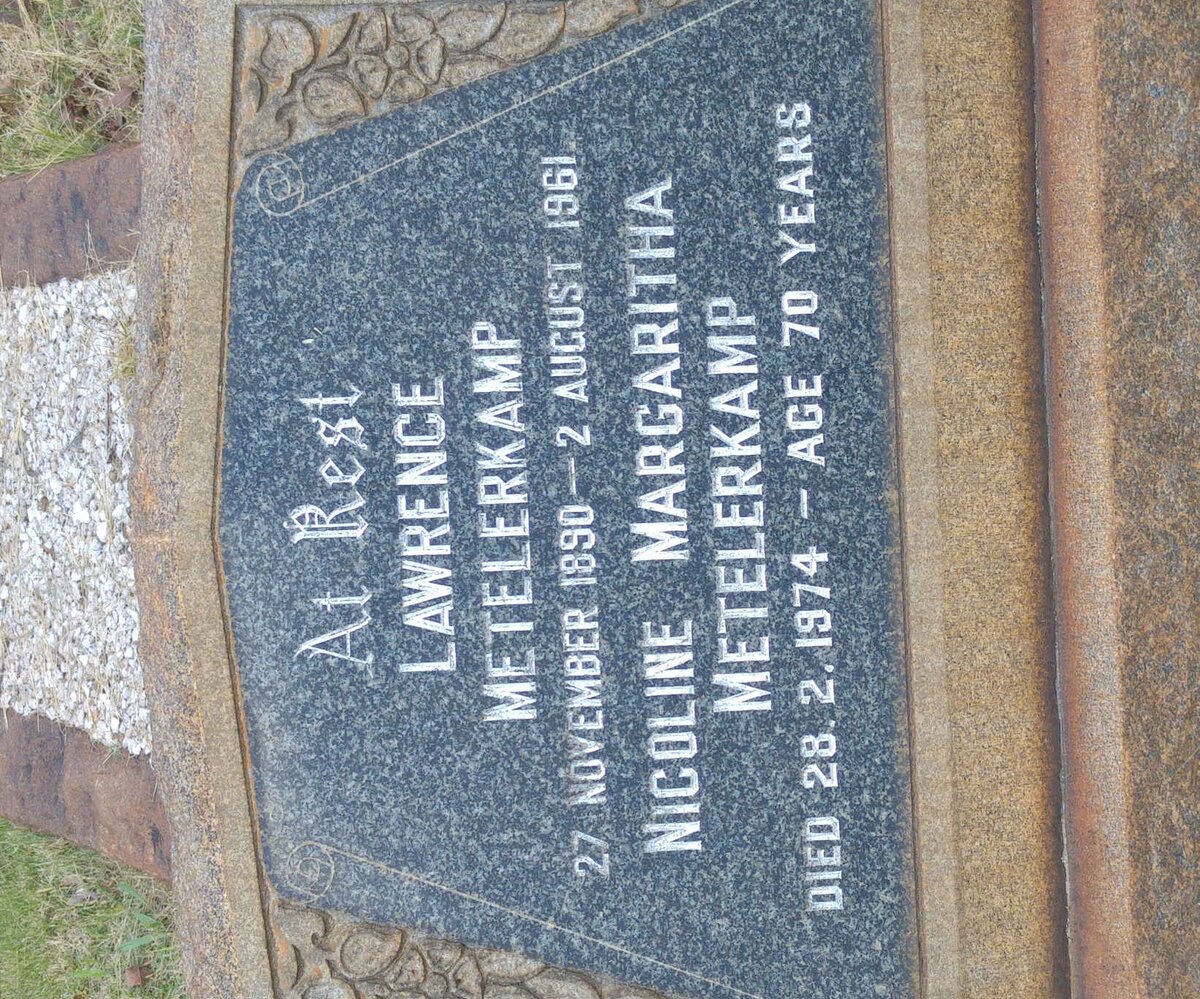 At Rest
LAWRENCE
METELERKAMP
27 NOVEMBER 1890 — 2 AUGUST 1961
NICOLINE MARGARITHA
METELERKAMP
DIED 28.2.1974 — AGE 70 YEARS